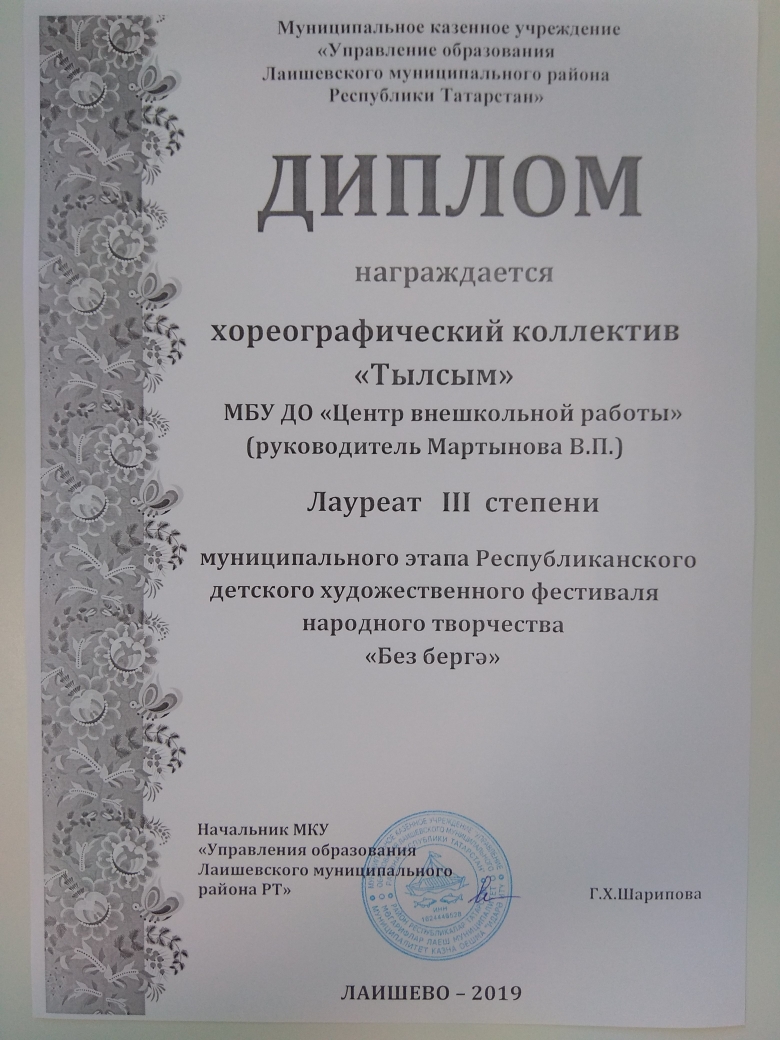 Муниципальное казенное учреждение
«Управление образования
Лаишевского муниципального района
Республики Татарстан»
ДИПЛОМ
награждается
хореографический коллектив
«Тылсым»
МБУ ДО «Центр внешкольной работы»
(руководитель Мартынова В.П.)
Лауреат III степени
муниципального этапа Республиканского
детского художественного фестиваля
народного творчества
«Без бергә»
Начальник МКУ
«Управления образования
Лаишевского муниципального
района РТ»
Г.Х.Шарипова
ИНН
ЛАИШЕВО – 2019